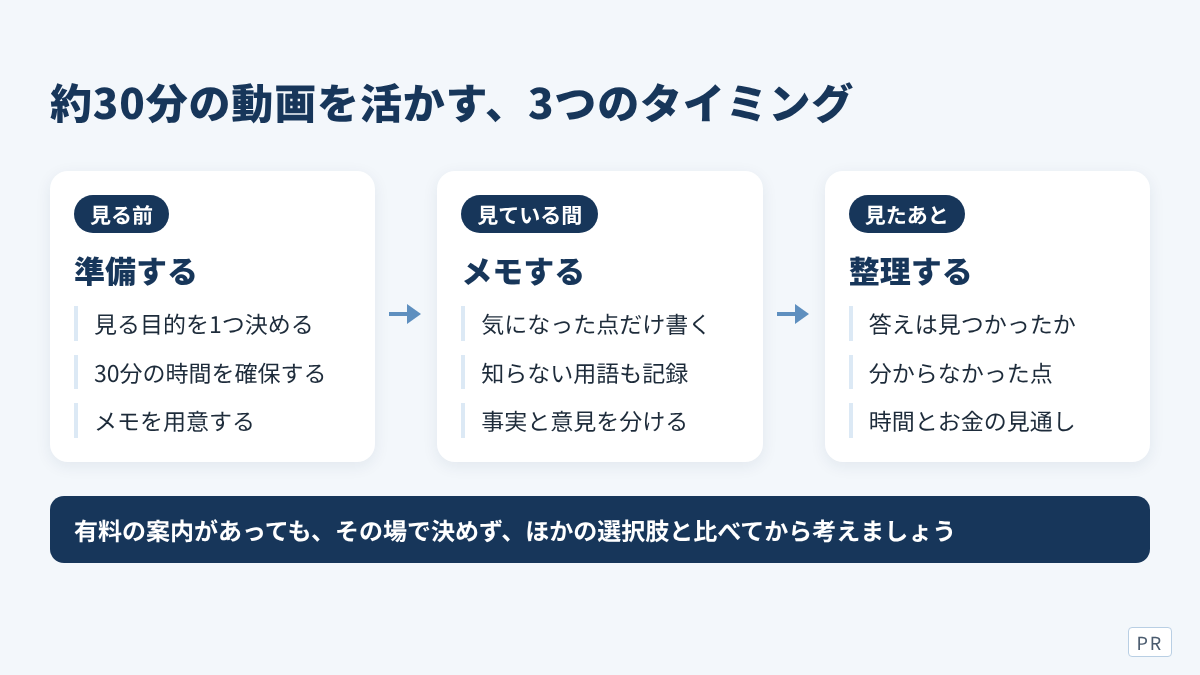 約30分の動画を活かす、3つのタイミング
見る前
準備する
見る目的を1つ決める
30分の時間を確保する
メモを用意する
見ている間
メモする
気になった点だけ書く
知らない用語も記録
事実と意見を分ける
見たあと
整理する
答えは見つかったか
分からなかった点
時間とお金の見通し
有料の案内があっても、その場で決めず、ほかの選択肢と比べてから考えましょう
PR